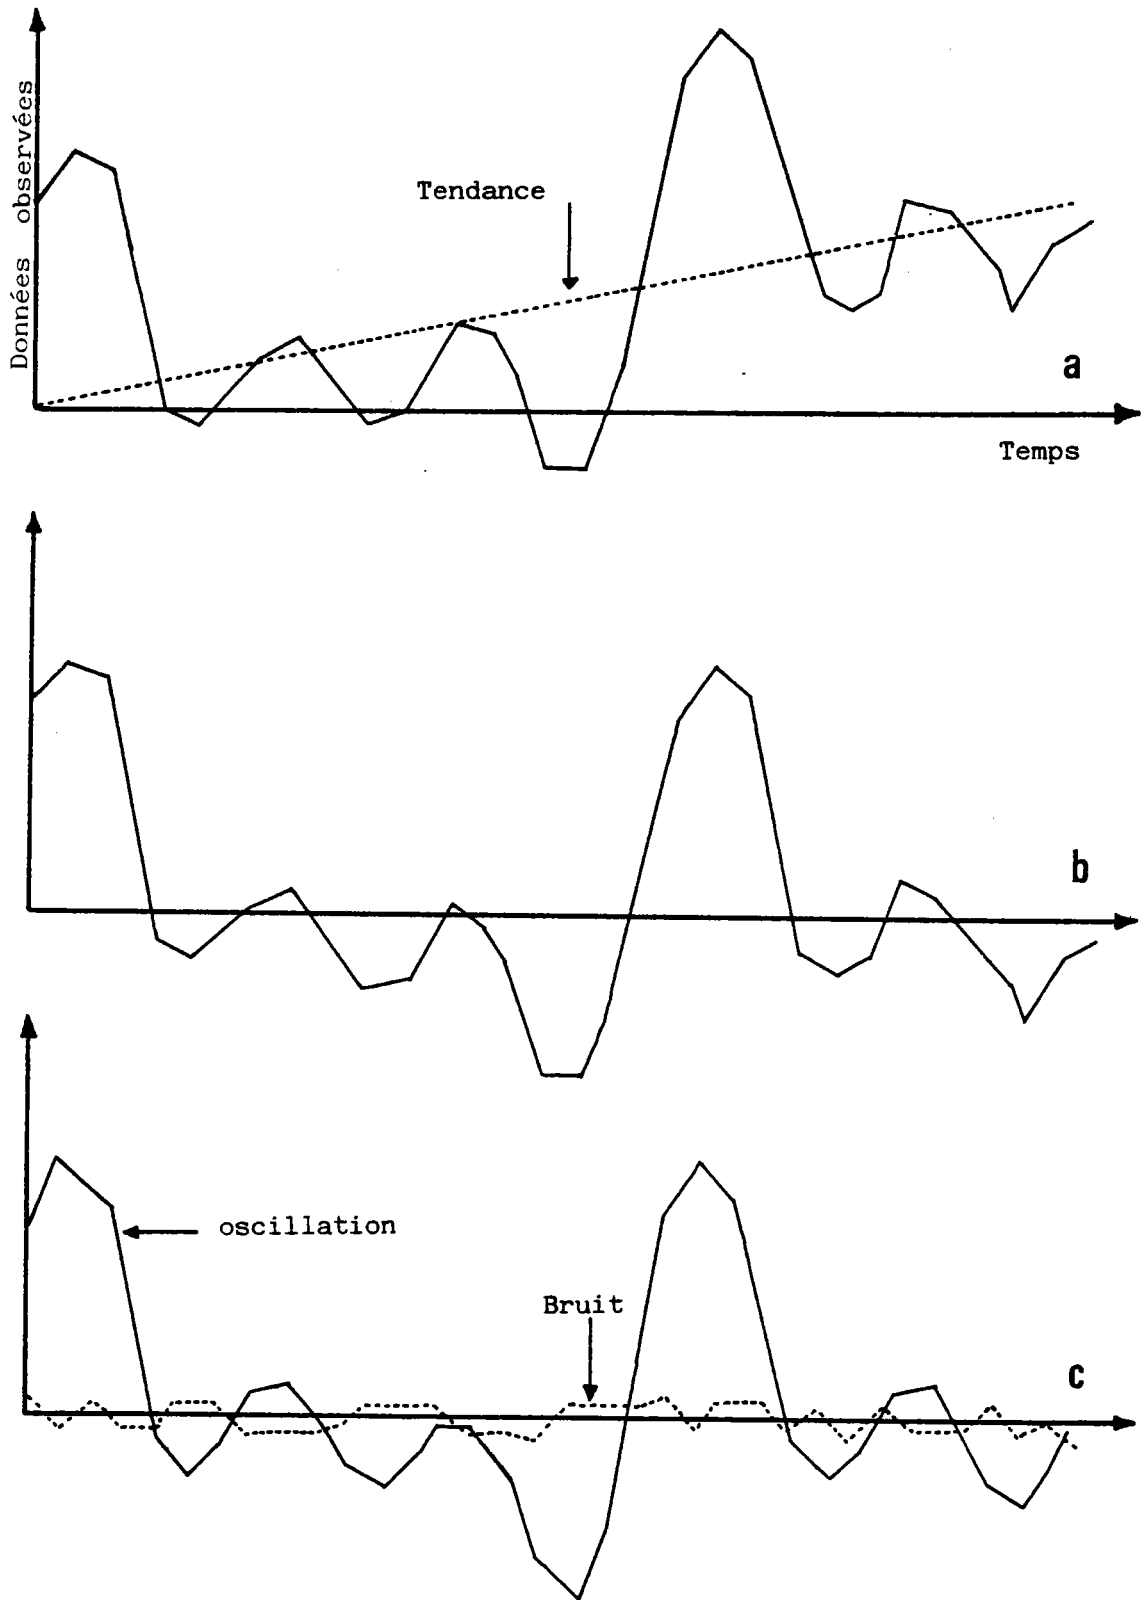 Données observées
Tendance
a
Temps
b
oscillation
Bruit
c